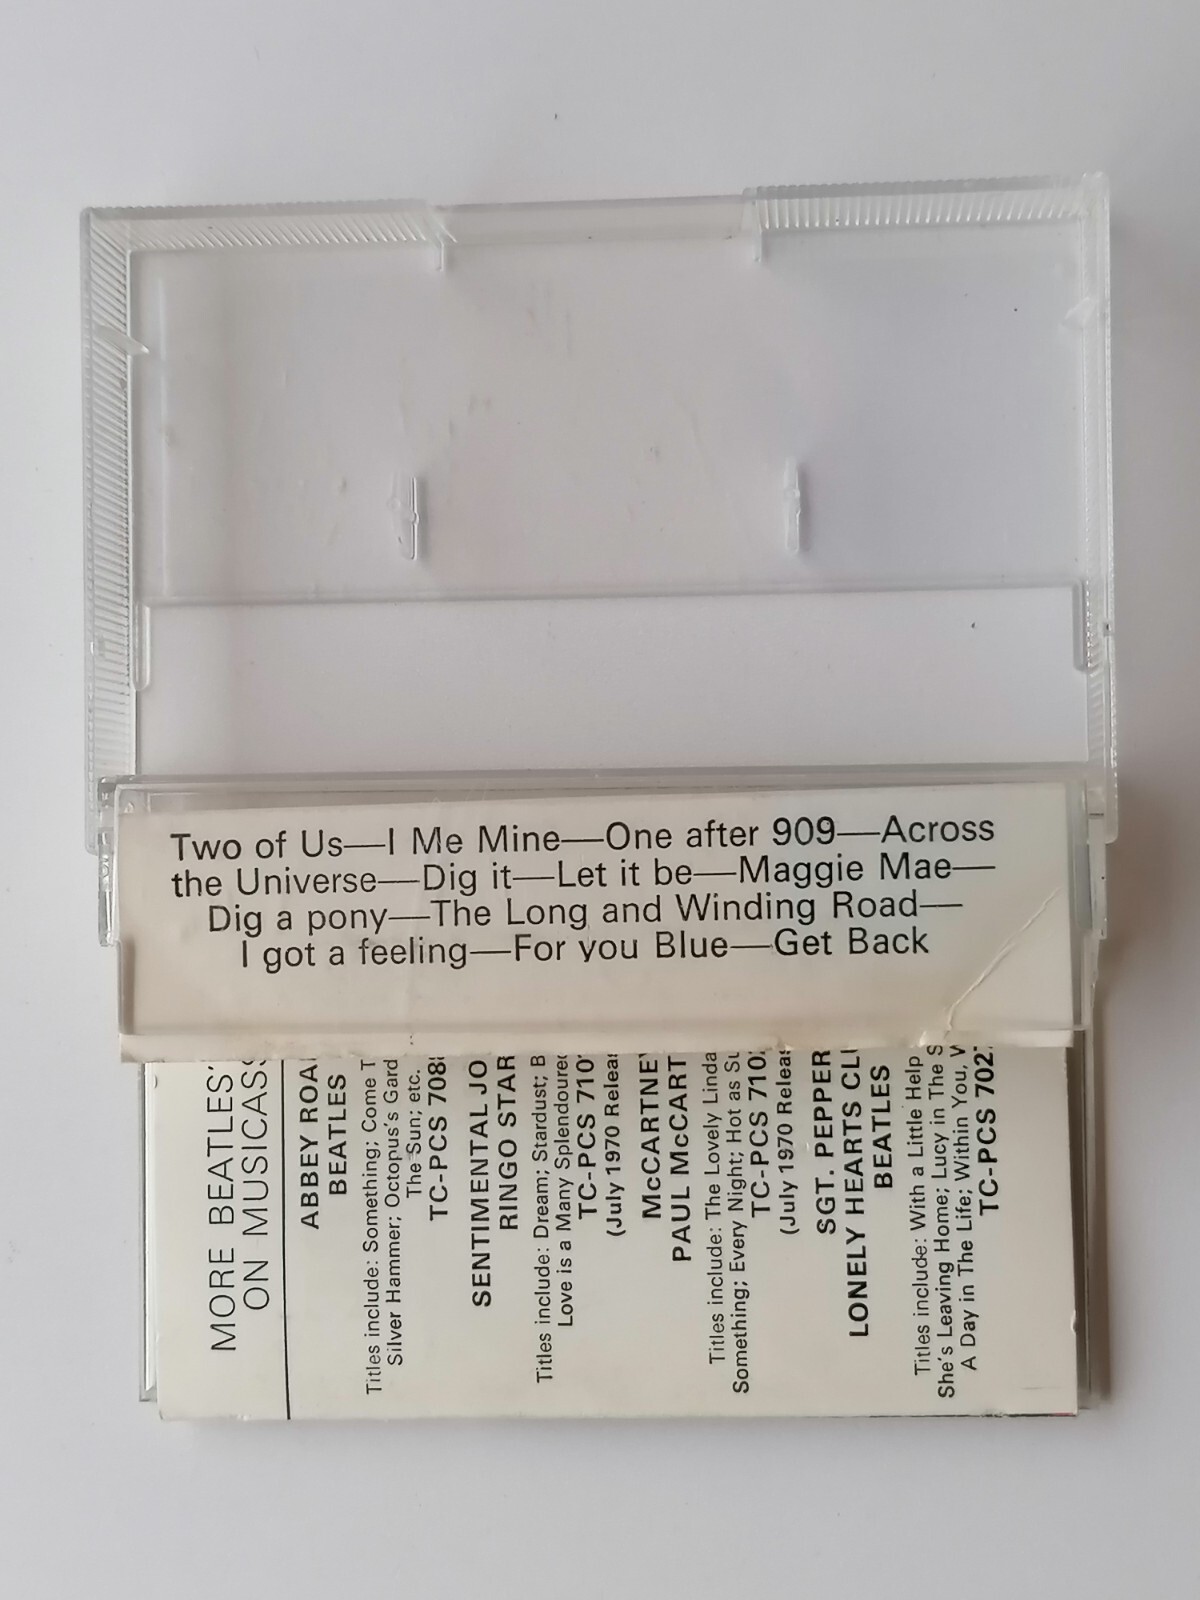 Two of Us—I Me Mine—One after 909—Across
the Universe—Dig it—Let it be—Maggie Mae—
Dig a pony—The Long and Winding Road—
I got a feeling—For you Blue—Get Back
MORE BEATLES'
ON MUSICASS
ABBEY ROA
BEATLES
Titles include: Something; Come T
Silver Hammer; Octopus's Gard
The Sun; etc.
TC-PCS 708
SENTIMENTAL JO
RINGO STAR
Titles include: Dream; Stardust; B
Love is a Many Splendoured
TC-PCS 710
(July 1970 Relea
McCARTNEY
PAUL McCART
Titles include: The Lovely Linda
Something; Every Night; Hot as Su
TC-PCS 710
(July 1970 Relea
SGT. PEPPER
LONELY HEARTS CLU
BEATLES
Titles include: With a Little Help
She's Leaving Home; Lucy in The S
A Day in The Life; Within You, W
TC-PCS 702